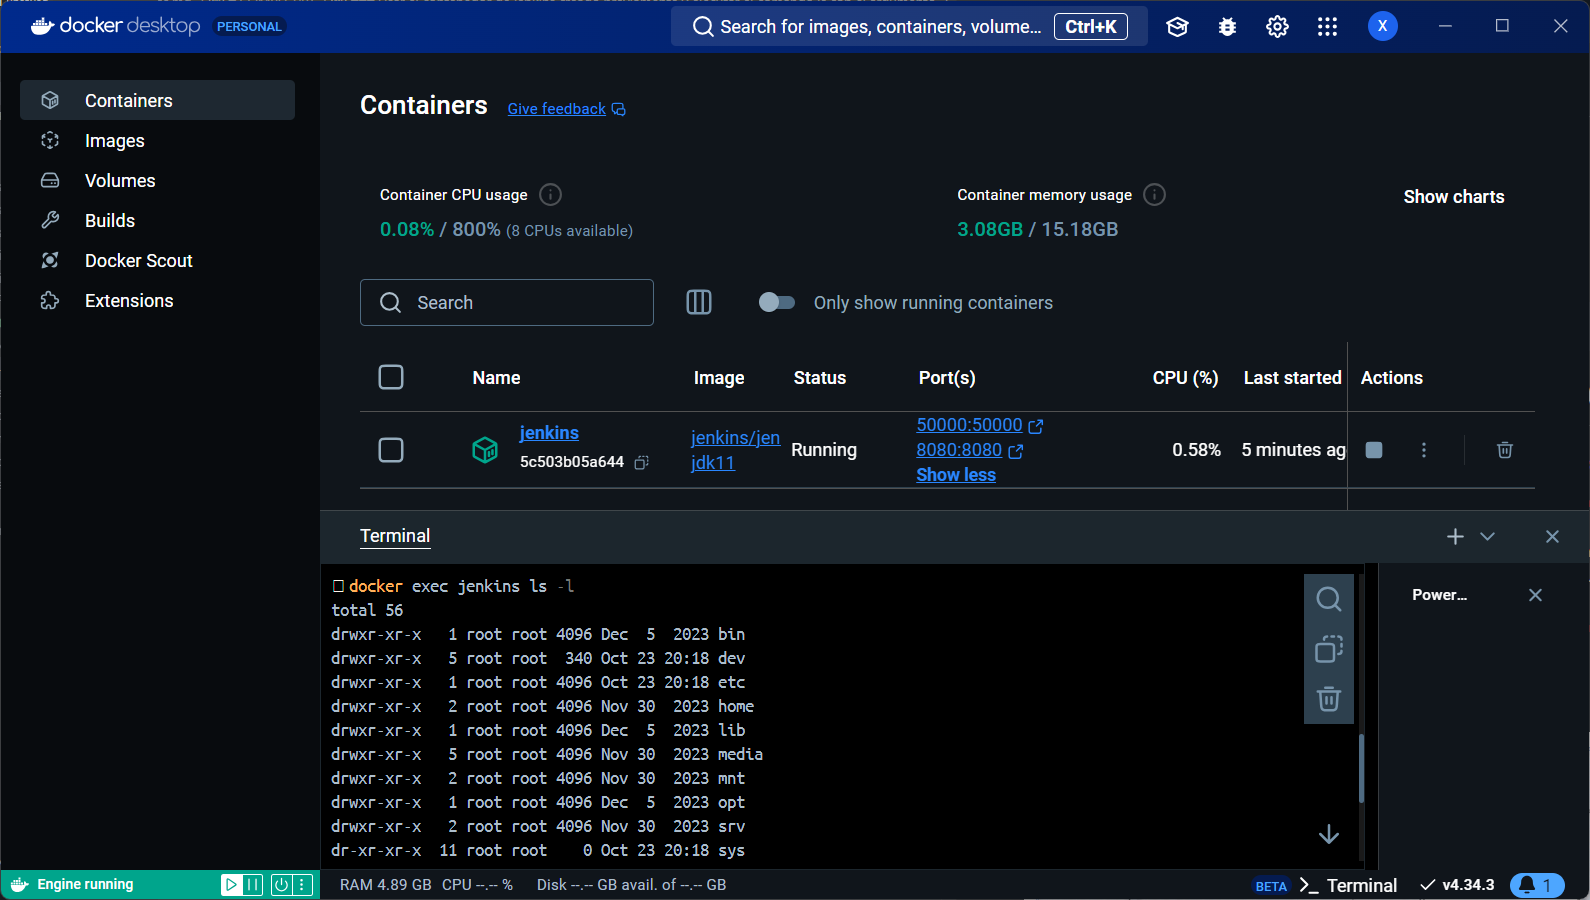 docker desktop PERSONAL
Search for images, containers, volume... Ctrl+K
X
Containers
Images
Volumes
Builds
Docker Scout
Extensions
Containers Give feedback
Container CPU usage
0.08% / 800% (8 CPUs available)
Container memory usage
3.08GB / 15.18GB
Show charts
Search
Only show running containers
Name Image Status Port(s) CPU (%) Last started Actions
jenkins
5c503b05a644
jenkins/jen
jdk11
Running
50000:50000
8080:8080
Show less
0.58%
5 minutes ag
Terminal
docker exec jenkins ls -l
total 56
drwxr-xr-x   1 root root 4096 Dec  5  2023 bin
drwxr-xr-x   5 root root  340 Oct 23 20:18 dev
drwxr-xr-x   1 root root 4096 Oct 23 20:18 etc
drwxr-xr-x   2 root root 4096 Nov 30  2023 home
drwxr-xr-x   1 root root 4096 Dec  5  2023 lib
drwxr-xr-x   5 root root 4096 Nov 30  2023 media
drwxr-xr-x   2 root root 4096 Nov 30  2023 mnt
drwxr-xr-x   1 root root 4096 Dec  5  2023 opt
drwxr-xr-x   2 root root 4096 Nov 30  2023 srv
dr-xr-xr-x  11 root root    0 Oct 23 20:18 sys
Power...
Engine running
RAM 4.89 GB CPU --.-- % Disk --.-- GB avail. of --.-- GB
BETA >_ Terminal v4.34.3 1